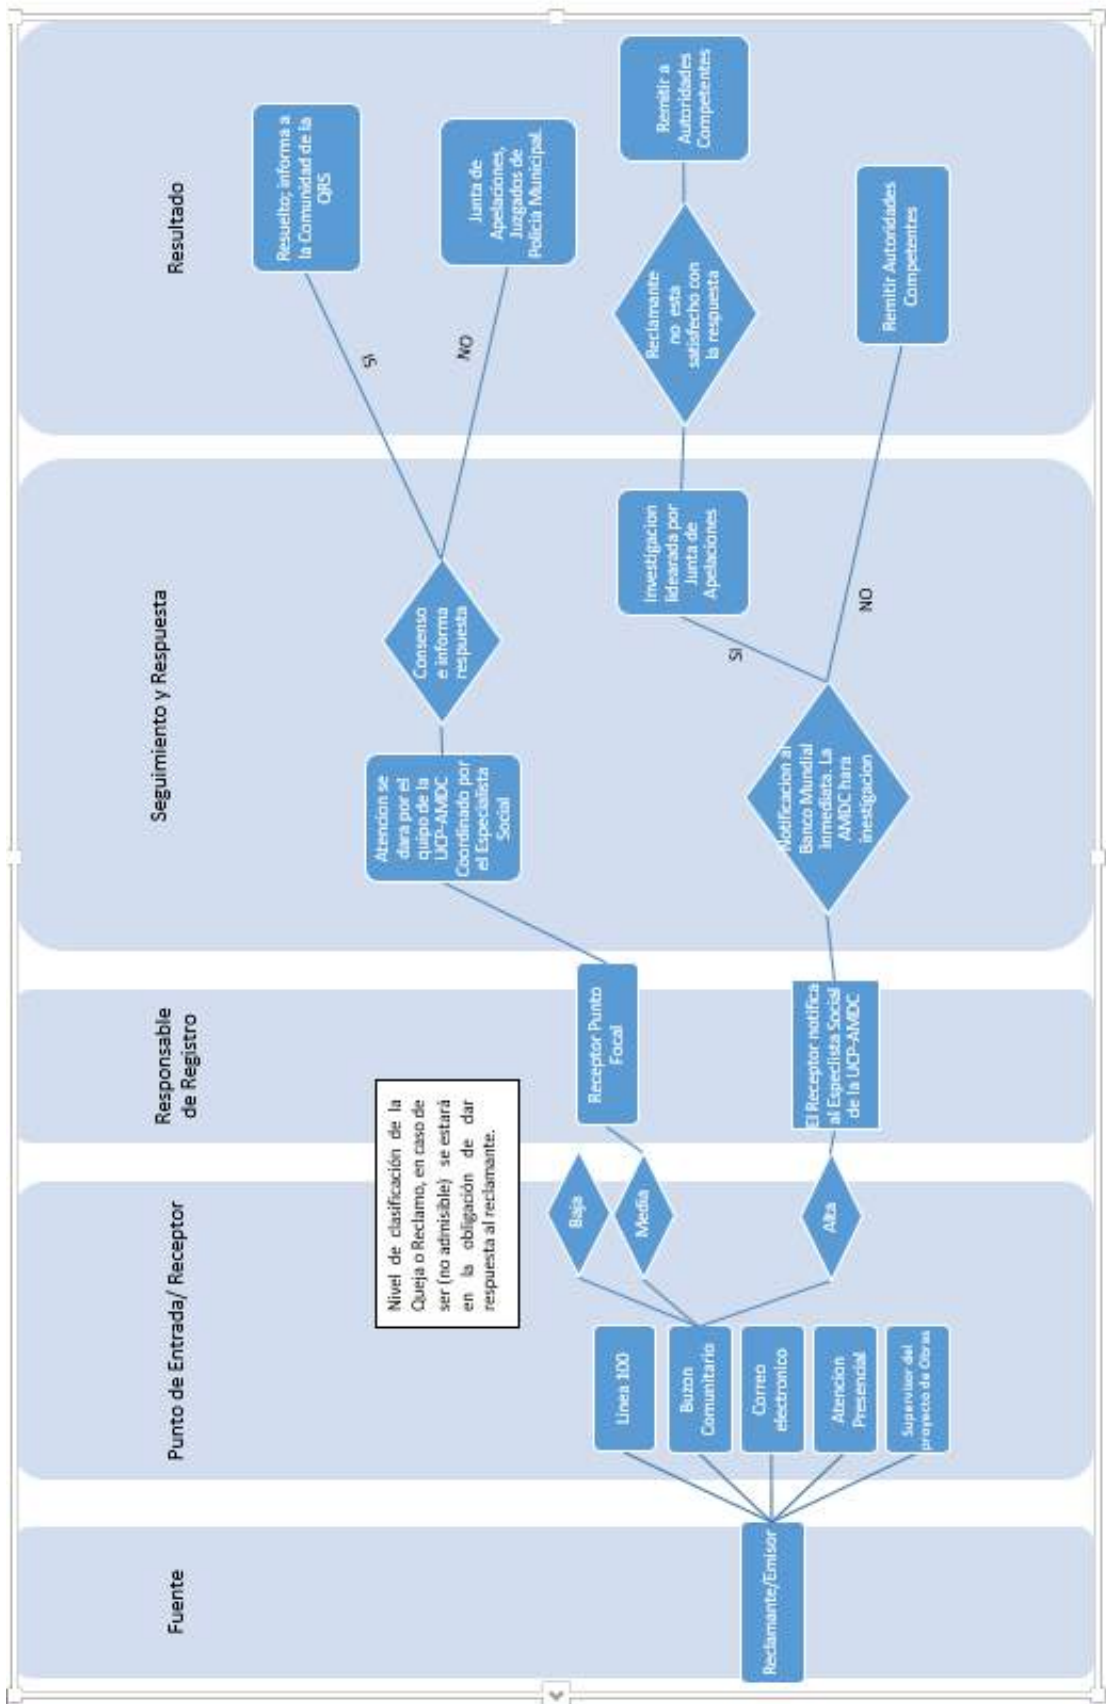 Fuente
Punto de Entrada/ Receptor
Responsable
de Registro
Seguimiento y Respuesta
Resultado
Reclamante/Emisor
Linea 100
Buzon
Comunitario
Correo
electronico
Atencion
Presencial
Supervisor del
proyecto de Obras
Nivel de clasificación de la
Queja o Reclamo, en caso de
ser (no admisible) se estará
en la obligación de dar
respuesta al reclamante.
Baja
Media
Alta
Receptor Punto
Focal
El Receptor notifica
al Especlista Social
de la UCP-AMDC
Atencion se
dara por el
quipo de la
UCP-AMDC
Coordinado por
el Especialista
Social
Consenso
e informa
respuesta
SI
NO
Resuelto; informa a
la Comunidad de la
QRS
Junta de
Apelaciones,
Juzgados de
Policía Municipal.
Notificacion al
Banco Mundial
inmediata. La
AMDC hara
inestigacion
SI
NO
Investigacion
lidearada por
Junta de
Apelaciones
Reclamante
no esta
satisfecho con
la respuesta
Remitir a
Autoridades
Competentes
Remitir Autoridades
Competentes